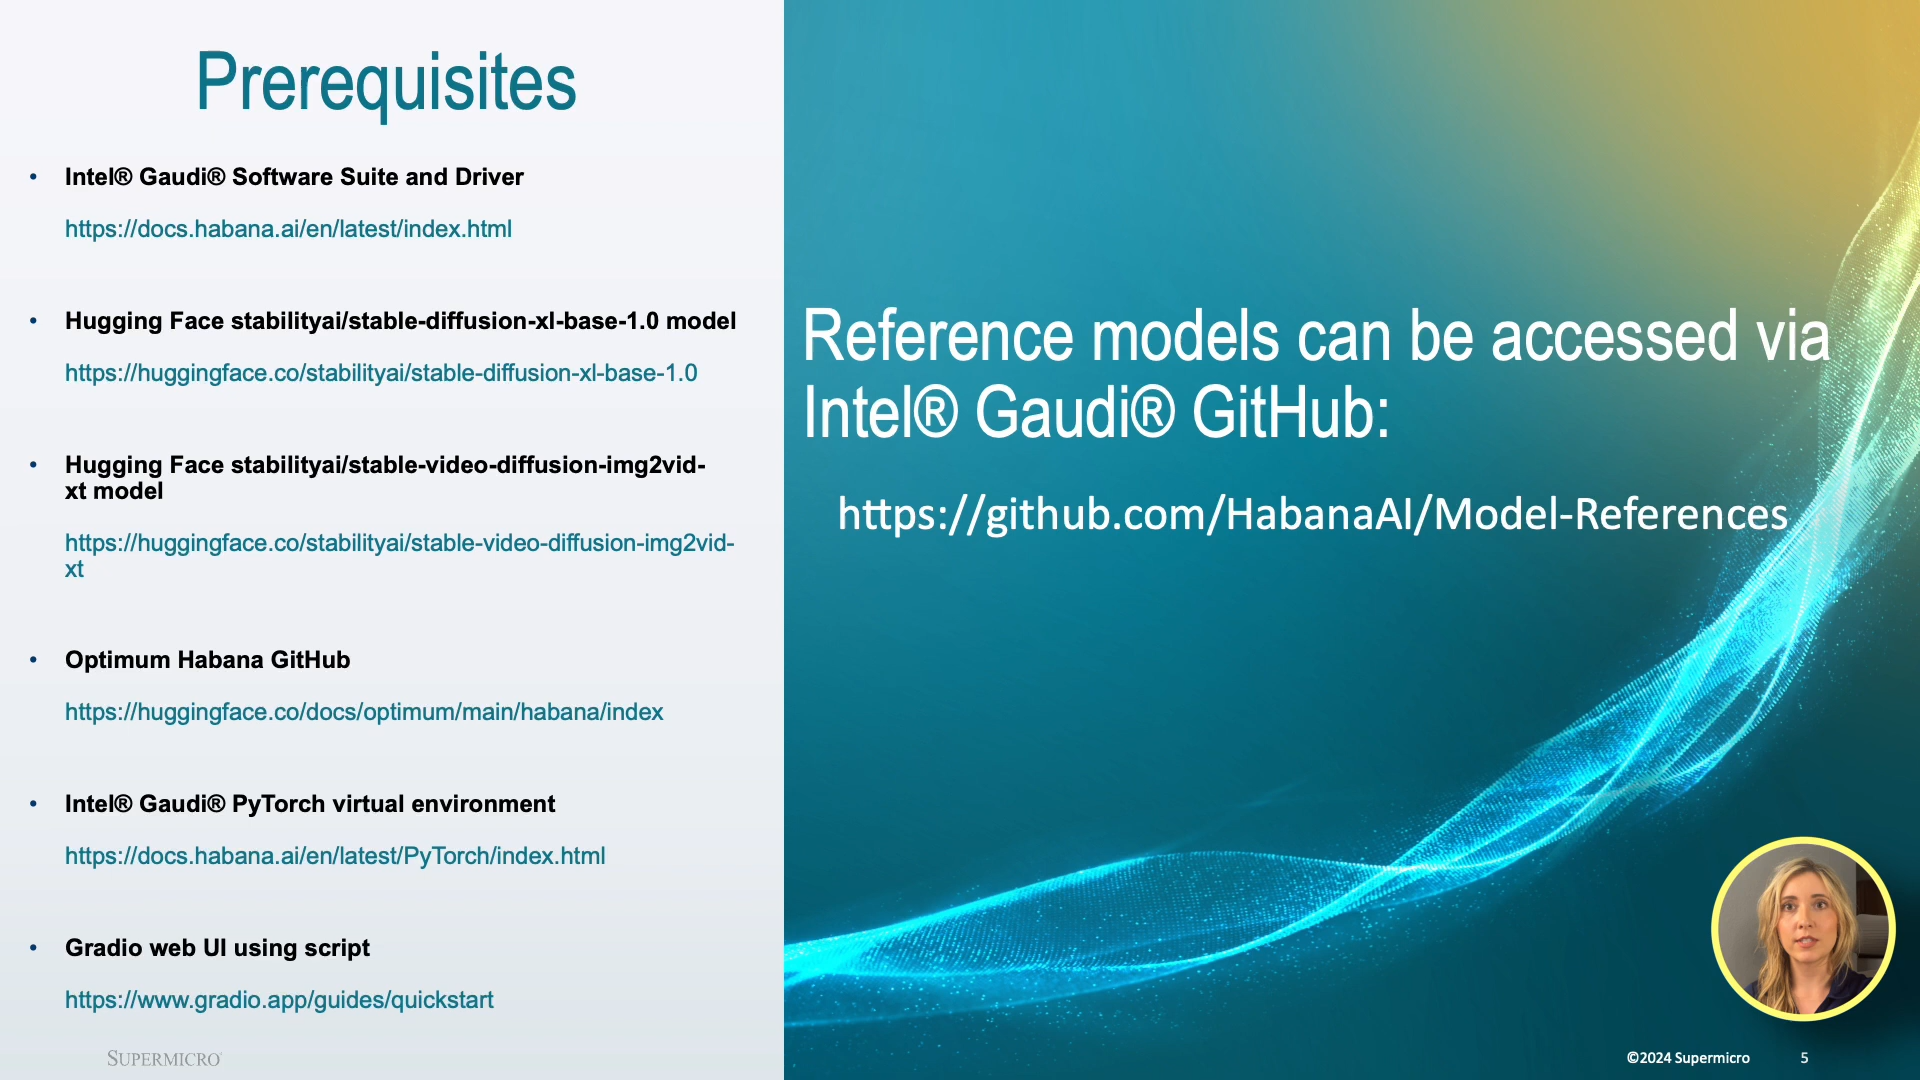 Prerequisites
• Intel® Gaudi® Software Suite and Driver
https://docs.habana.ai/en/latest/index.html
• Hugging Face stabilityai/stable-diffusion-xl-base-1.0 model
https://huggingface.co/stabilityai/stable-diffusion-xl-base-1.0
• Hugging Face stabilityai/stable-video-diffusion-img2vid-
xt model
https://huggingface.co/stabilityai/stable-video-diffusion-img2vid-
xt
• Optimum Habana GitHub
https://huggingface.co/docs/optimum/main/habana/index
• Intel® Gaudi® PyTorch virtual environment
https://docs.habana.ai/en/latest/PyTorch/index.html
• Gradio web UI using script
https://www.gradio.app/guides/quickstart
SUPERMICRO
Reference models can be accessed via
Intel® Gaudi® GitHub:
https://github.com/HabanaAI/Model-References
©2024 Supermicro
5